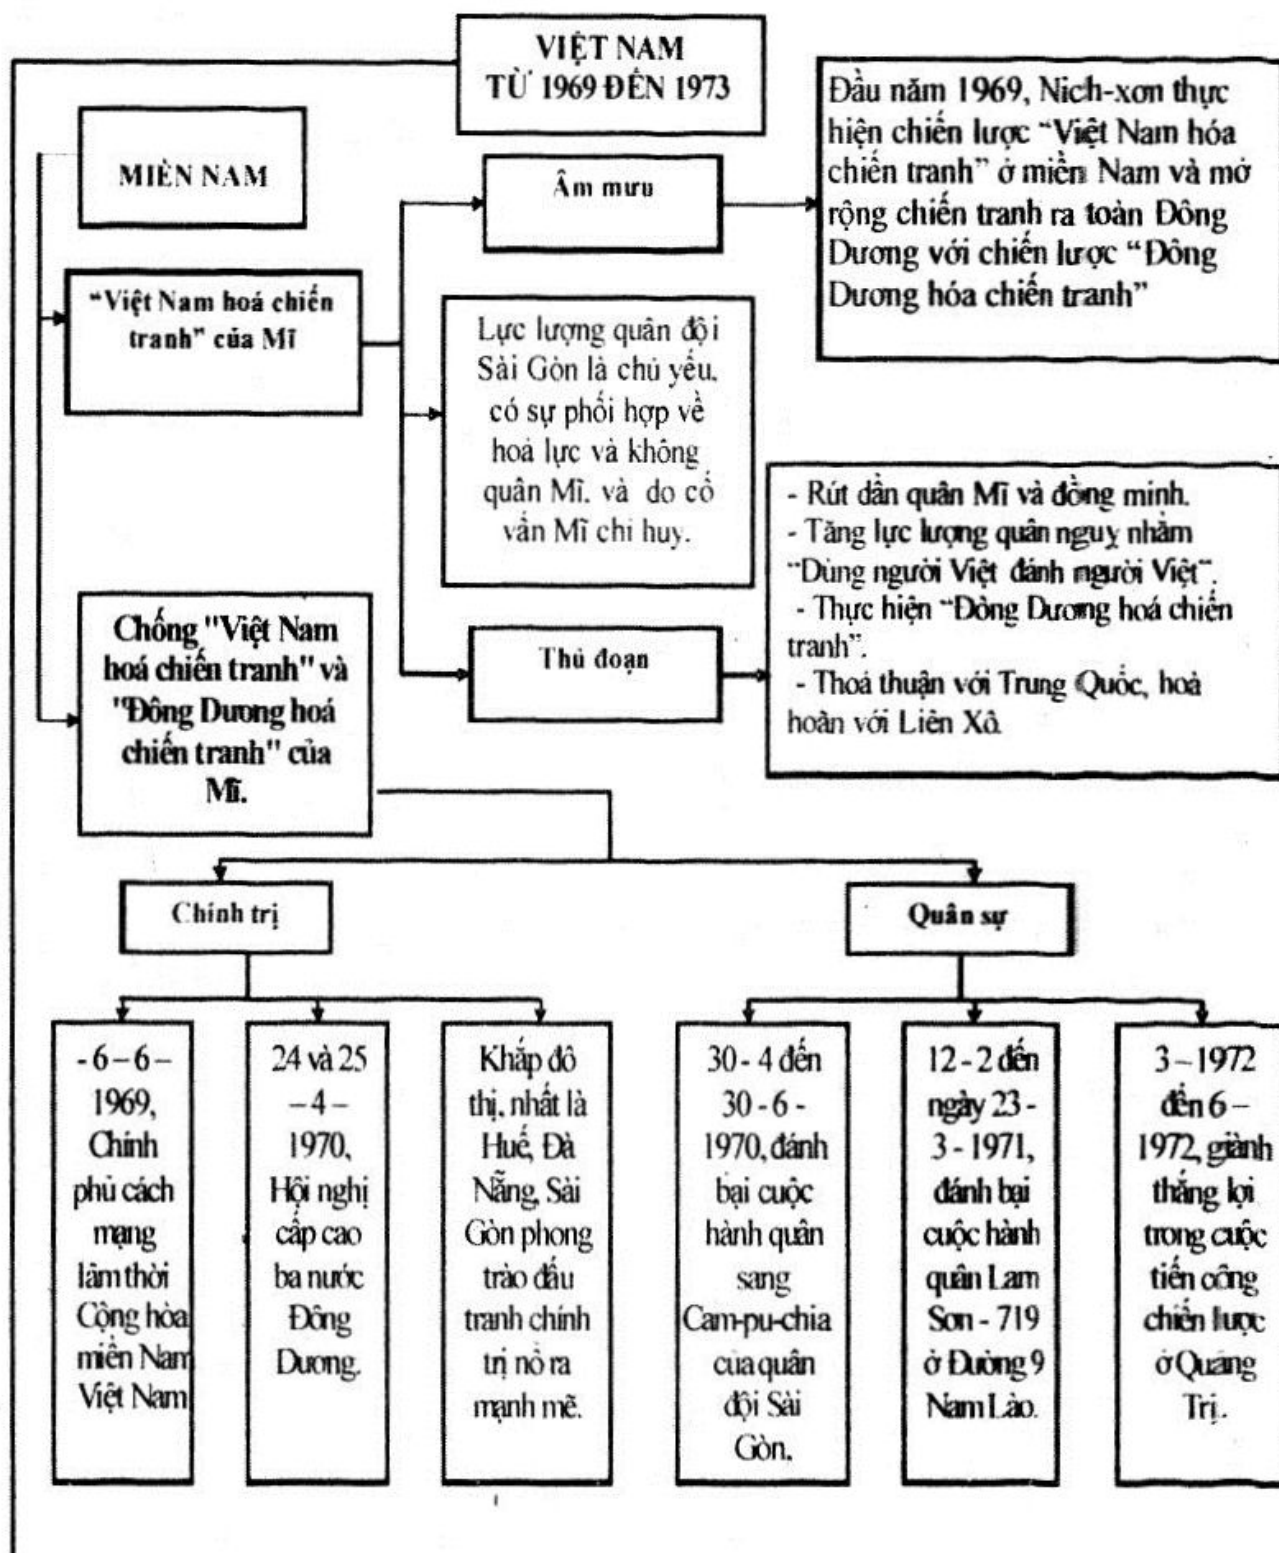 VIỆT NAM
TỪ 1969 ĐẾN 1973
MIỀN NAM
Âm mưu
Đầu năm 1969, Nich-xơn thực
hiện chiến lược “Việt Nam hóa
chiến tranh” ở miền Nam và mở
rộng chiến tranh ra toàn Đông
Dương với chiến lược “Đông
Dương hóa chiến tranh”
“Việt Nam hoá chiến
tranh” của Mĩ
Lực lượng quân đội
Sài Gòn là chủ yếu,
có sự phối hợp về
hoả lực và không
quân Mĩ. và do cố
vấn Mĩ chỉ huy.
Thủ đoạn
- Rút dần quân Mĩ và đồng minh.
- Tăng lực lượng quân nguỵ nhằm
“Dùng người Việt đánh người Việt”.
- Thực hiện “Đông Dương hoá chiến
tranh”.
- Thoả thuận với Trung Quốc, hoà
hoãn với Liên Xô.
Chống "Việt Nam
hoá chiến tranh" và
"Đông Dương hoá
chiến tranh" của
Mĩ.
Chính trị
Quân sự
- 6 – 6 –
1969,
Chính
phủ cách
mạng
lâm thời
Cộng hòa
miền Nam
Việt Nam
24 và 25
– 4 –
1970,
Hội nghị
cấp cao
ba nước
Đông
Dương.
Khắp đô
thị, nhất là
Huế, Đà
Nẵng, Sài
Gòn phong
trào đấu
tranh chính
trị nổ ra
mạnh mẽ.
30 - 4 đến
30 - 6 -
1970, đánh
bại cuộc
hành quân
sang
Cam-pu-chia
của quân
đội Sài
Gòn.
12 - 2 đến
ngày 23 -
3 - 1971,
đánh bại
cuộc hành
quân Lam
Sơn - 719
ở Đường 9
Nam Lào.
3 – 1972
đến 6 –
1972, giành
thắng lợi
trong cuộc
tiến công
chiến lược
ở Quảng
Trị.